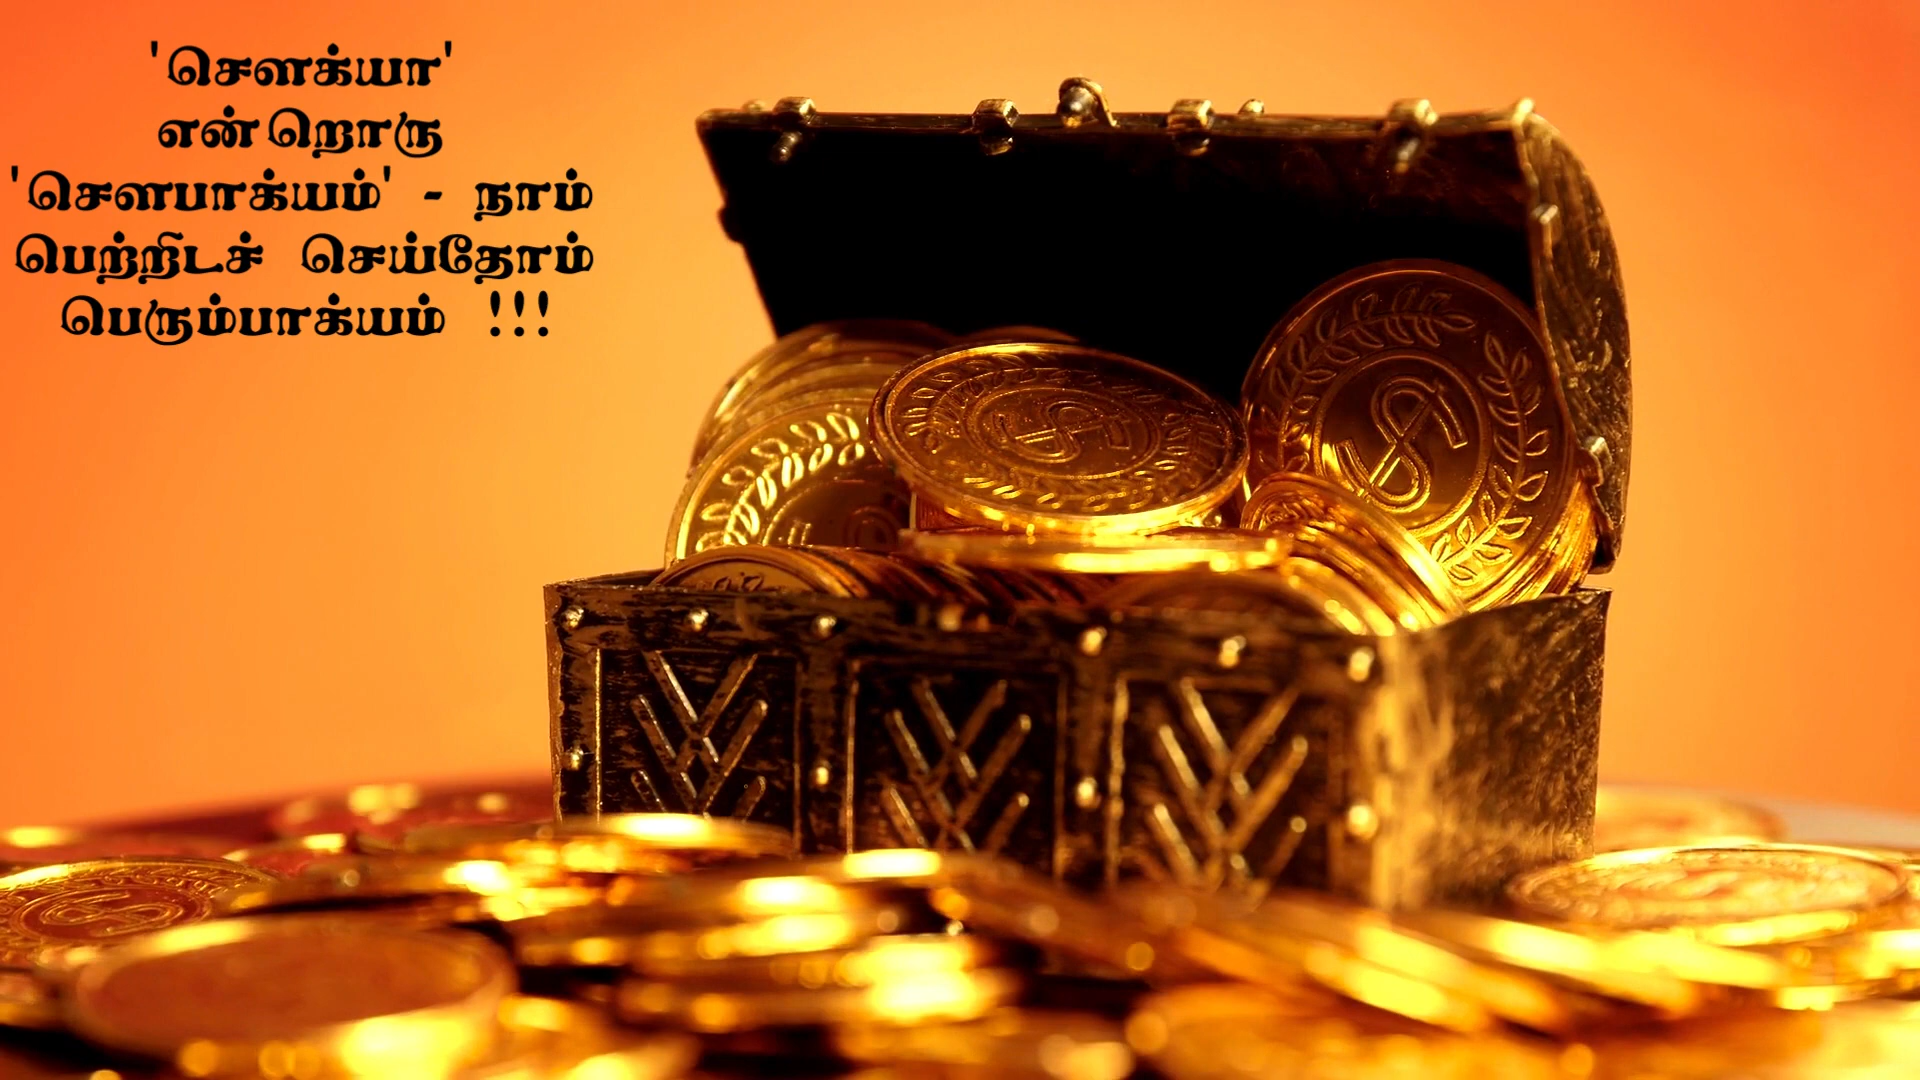 'சௌக்யா'
என்றொரு
'சௌபாக்யம்' - நாம்
பெற்றிடச் செய்தோம்
பெரும்பாக்யம் !!!